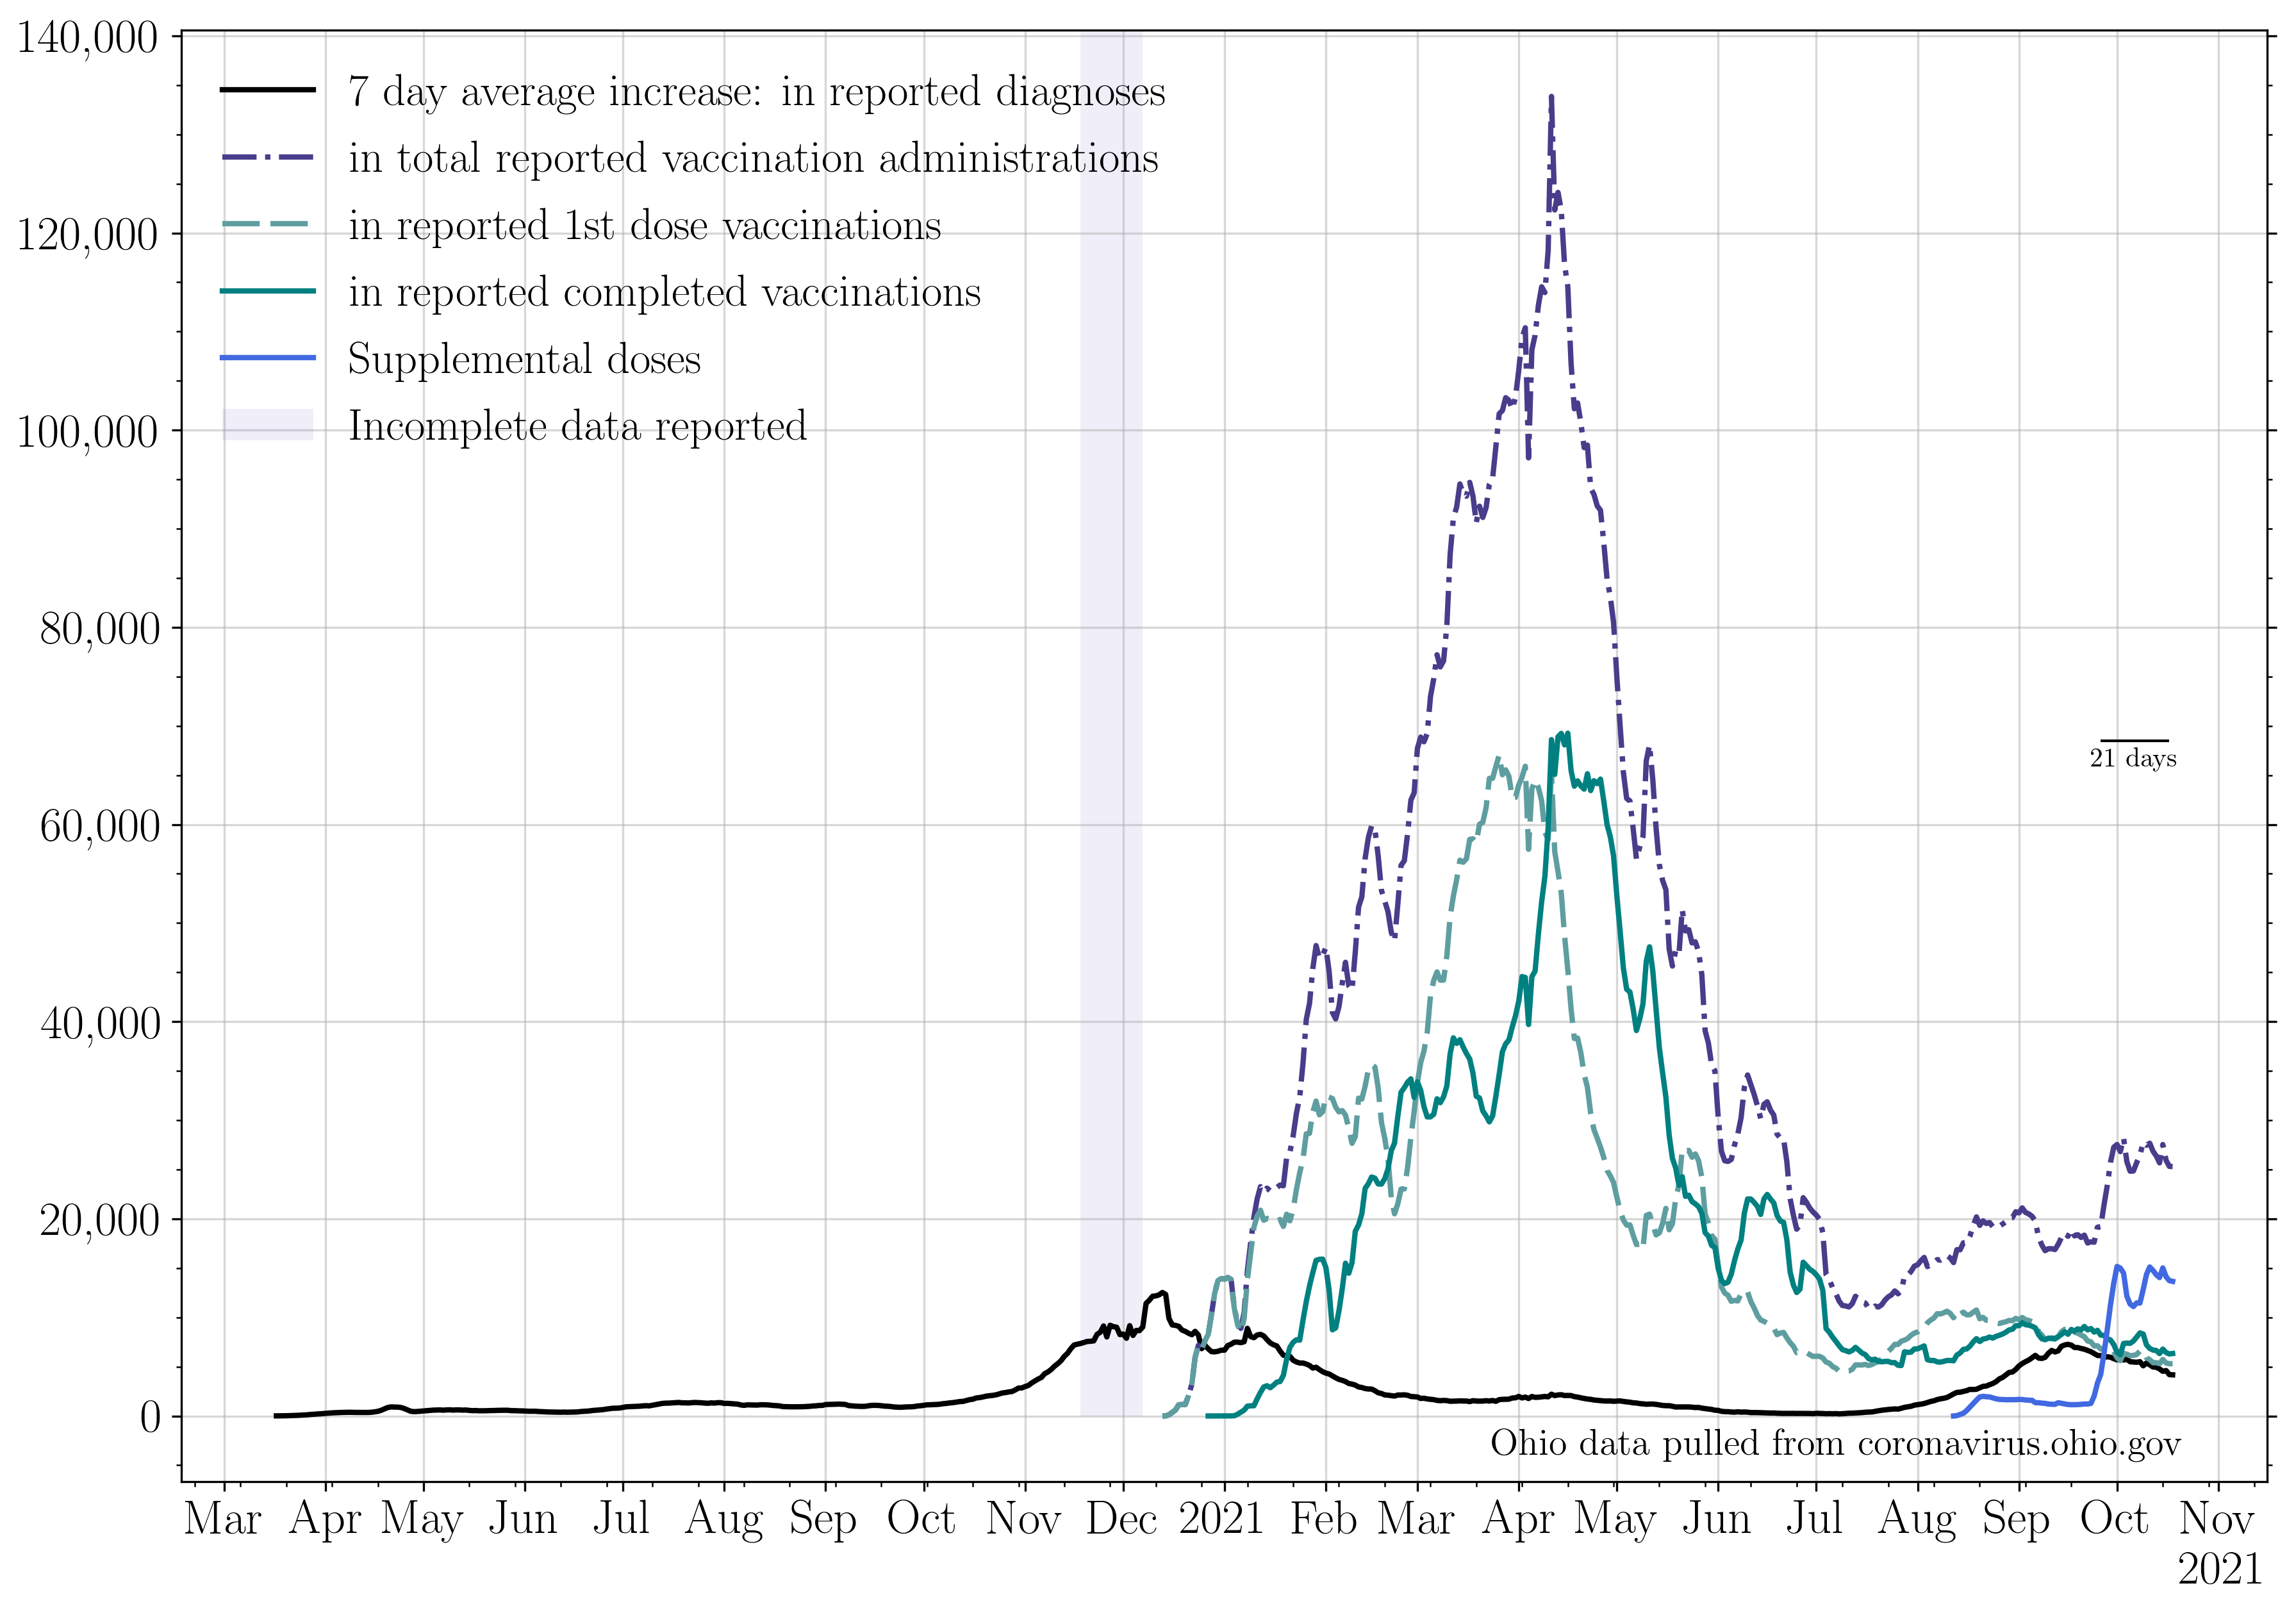 140,000
120,000
100,000
80,000
60,000
40,000
20,000
0
7 day average increase: in reported diagnoses
in total reported vaccination administrations
in reported 1st dose vaccinations
in reported completed vaccinations
Supplemental doses
Incomplete data reported
21 days
Ohio data pulled from coronavirus.ohio.gov
Mar Apr May Jun Jul Aug Sep Oct Nov Dec 2021 Feb Mar Apr May Jun Jul Aug Sep Oct Nov
2021